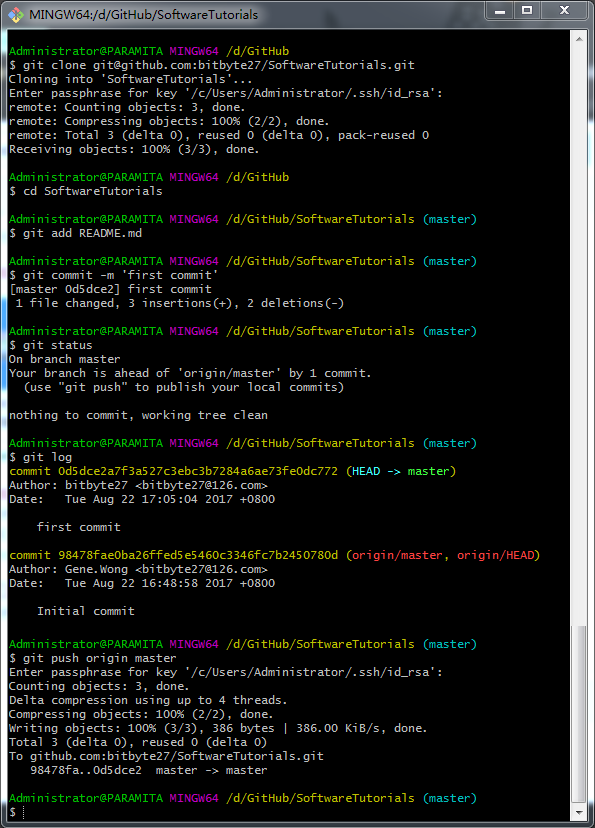 MINGW64:/d/GitHub/SoftwareTutorials
Administrator@PARAMITA MINGW64 /d/GitHub
$ git clone git@github.com:bitbyte27/SoftwareTutorials.git
Cloning into 'SoftwareTutorials'...
Enter passphrase for key '/c/Users/Administrator/.ssh/id_rsa':
remote: Counting objects: 3, done.
remote: Compressing objects: 100% (2/2), done.
remote: Total 3 (delta 0), reused 0 (delta 0), pack-reused 0
Receiving objects: 100% (3/3), done.
Administrator@PARAMITA MINGW64 /d/GitHub
$ cd SoftwareTutorials
Administrator@PARAMITA MINGW64 /d/GitHub/SoftwareTutorials (master)
$ git add README.md
Administrator@PARAMITA MINGW64 /d/GitHub/SoftwareTutorials (master)
$ git commit -m 'first commit'
[master 0d5dce2] first commit
 1 file changed, 3 insertions(+), 2 deletions(-)
Administrator@PARAMITA MINGW64 /d/GitHub/SoftwareTutorials (master)
$ git status
On branch master
Your branch is ahead of 'origin/master' by 1 commit.
  (use "git push" to publish your local commits)
nothing to commit, working tree clean
Administrator@PARAMITA MINGW64 /d/GitHub/SoftwareTutorials (master)
$ git log
commit 0d5dce2a7f3a527c3ebc3b7284a6ae73fe0dc772 (HEAD -> master)
Author: bitbyte27 <bitbyte27@126.com>
Date:   Tue Aug 22 17:05:04 2017 +0800
    first commit
commit 98478fae0ba26ffed5e5460c3346fc7b2450780d (origin/master, origin/HEAD)
Author: Gene.Wong <bitbyte27@126.com>
Date:   Tue Aug 22 16:48:58 2017 +0800
    Initial commit
Administrator@PARAMITA MINGW64 /d/GitHub/SoftwareTutorials (master)
$ git push origin master
Enter passphrase for key '/c/Users/Administrator/.ssh/id_rsa':
Counting objects: 3, done.
Delta compression using up to 4 threads.
Compressing objects: 100% (2/2), done.
Writing objects: 100% (3/3), 386 bytes | 386.00 KiB/s, done.
Total 3 (delta 0), reused 0 (delta 0)
To github.com:bitbyte27/SoftwareTutorials.git
   98478fa..0d5dce2  master -> master
Administrator@PARAMITA MINGW64 /d/GitHub/SoftwareTutorials (master)
$